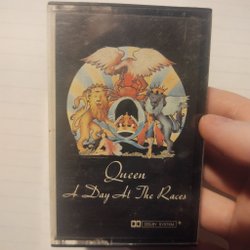 Queen
A Day At The Races
DOLBY SYSTEM